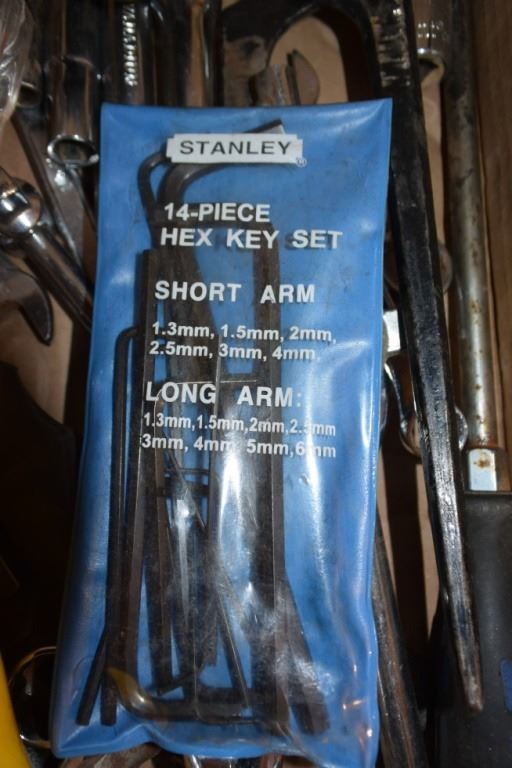 STANLEY®
14-PIECE
HEX KEY SET
SHORT ARM
1.3mm, 1.5mm, 2mm,
2.5mm, 3mm, 4mm
LONG ARM:
1.3mm,1.5mm,2mm,2.5mm
3mm, 4mm, 5mm, 6mm